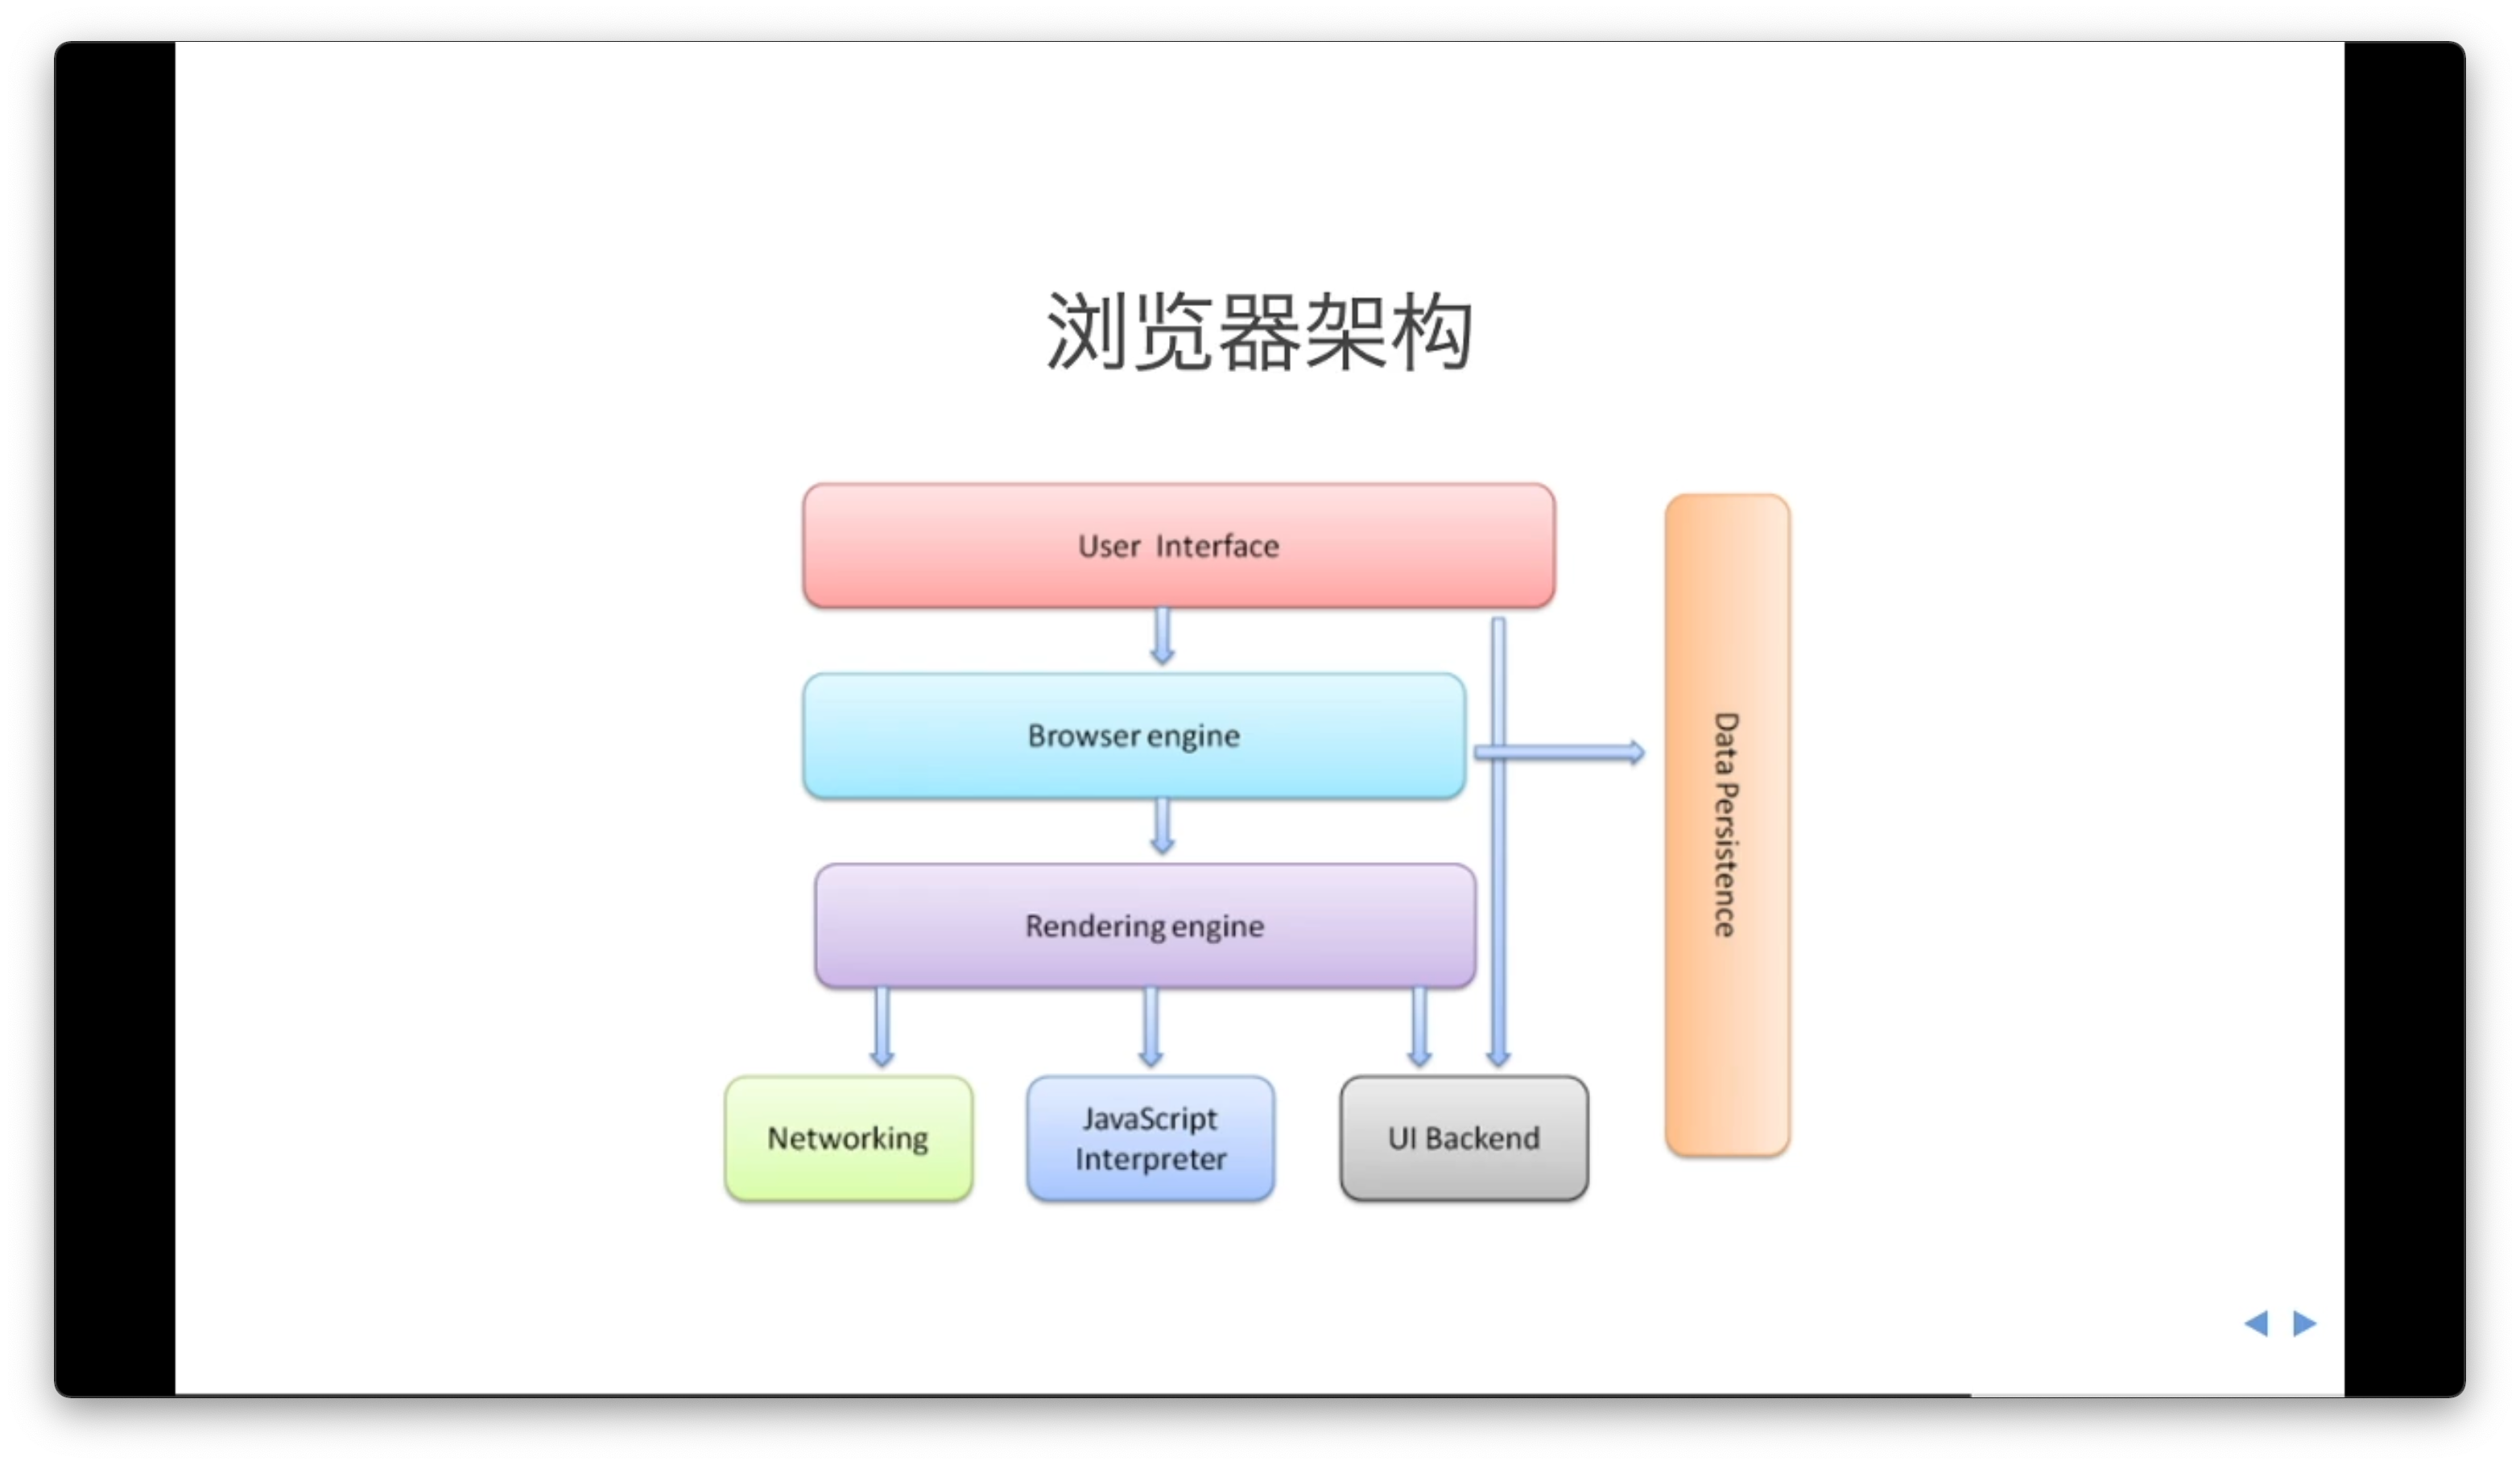 浏览器架构
User Interface
Browser engine
Rendering engine
Networking
JavaScript
Interpreter
UI Backend
Data Persistence